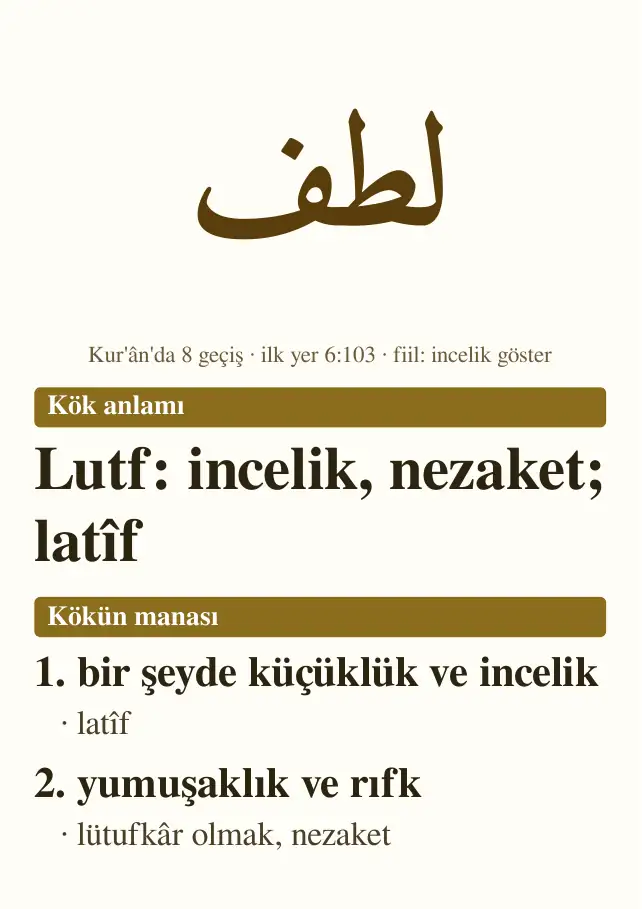 لطف
Kur'ân'da 8 geçiş · ilk yer 6:103 · fiil: incelik göster
Kök anlamı
Lutf: incelik, nezaket;
latîf
Kökün manası
1. bir şeyde küçüklük ve incelik
· latîf
2. yumuşaklık ve rıfk
· lütufkâr olmak, nezaket